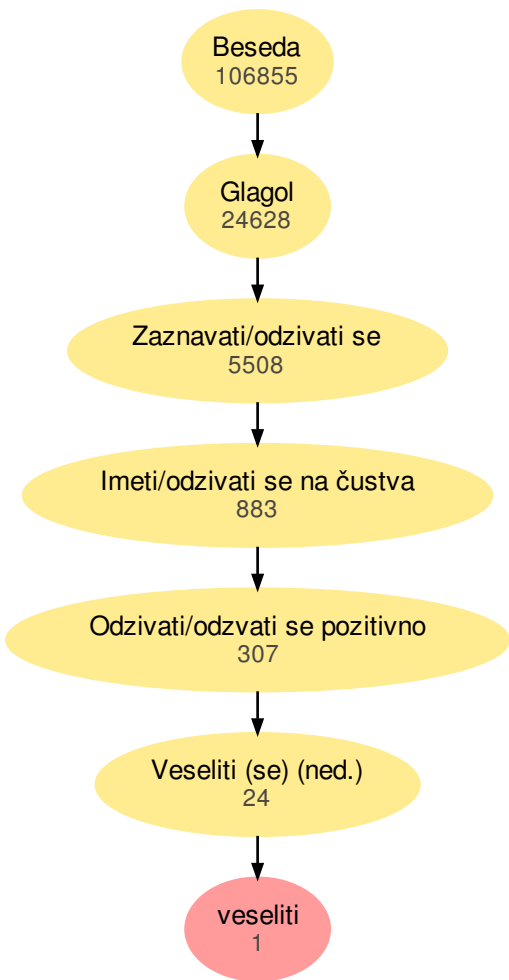 Beseda
106855
Glagol
24628
Zaznavati/odzivati se
5508
Imeti/odzivati se na čustva
883
Odzivati/odzvati se pozitivno
307
Veseliti (se) (ned.)
24
veseliti
1